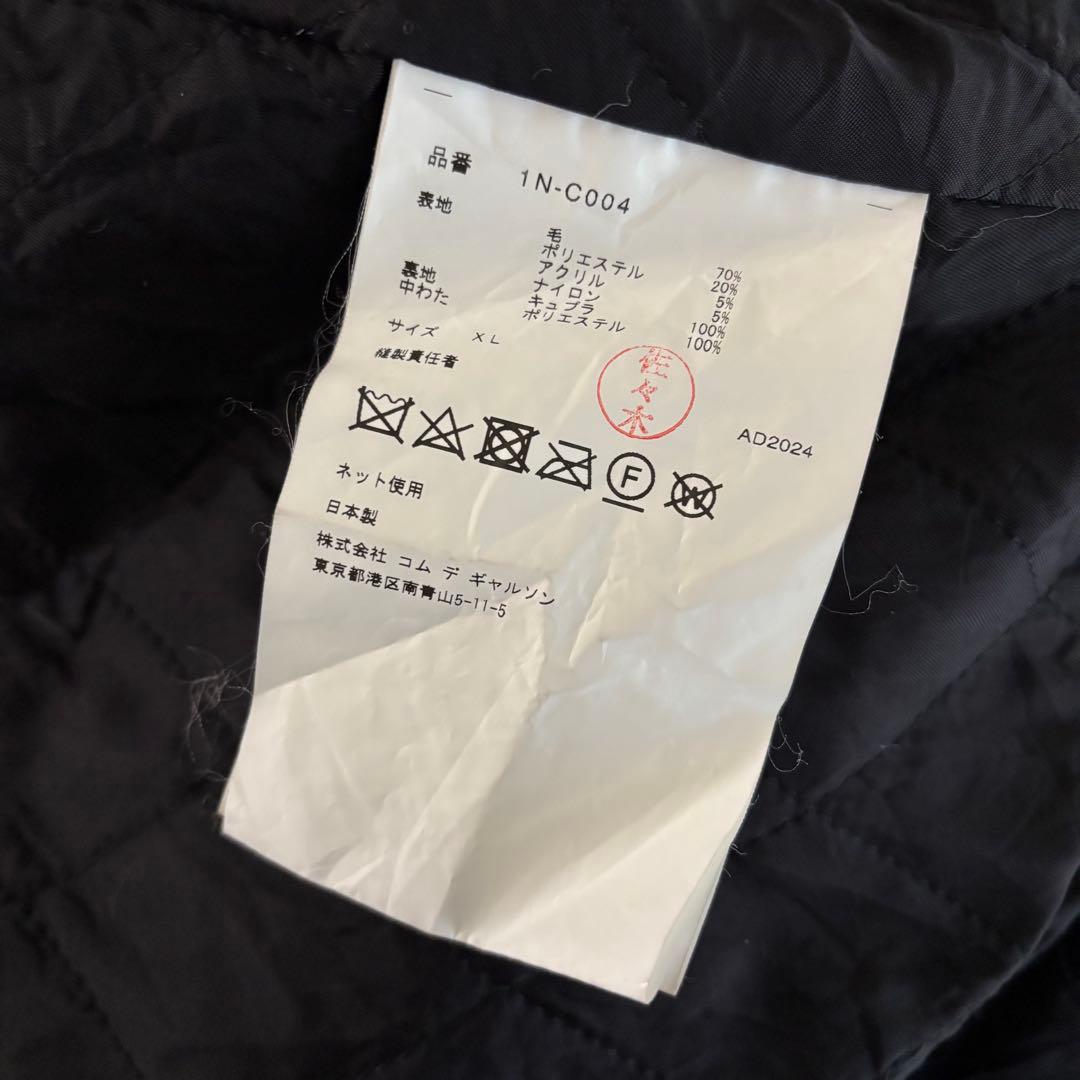 品番 1N-C004
表地 毛 70%
ポリエステル 20%
アクリル 5%
ナイロン 5%
裏地 キュプラ 100%
中わた ポリエステル 100%
サイズ XL
縫製責任者 佐々木
AD2024
F W
ネット使用
日本製
株式会社 コム デ ギャルソン
東京都港区南青山5-11-5